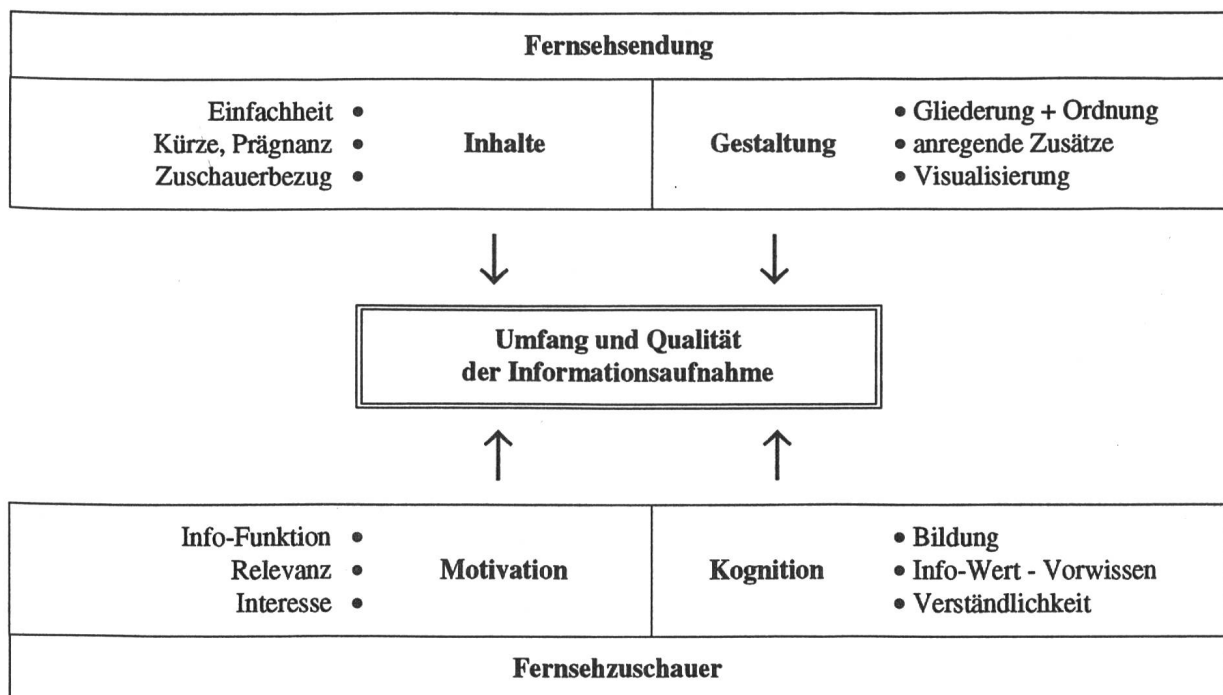 Fernsehsendung
Einfachheit •
Kürze, Prägnanz •
Zuschauerbezug •
Inhalte
Gestaltung
• Gliederung + Ordnung
• anregende Zusätze
• Visualisierung
Umfang und Qualität
der Informationsaufnahme
Info-Funktion •
Relevanz •
Interesse •
Motivation
Kognition
• Bildung
• Info-Wert - Vorwissen
• Verständlichkeit
Fernsehzuschauer